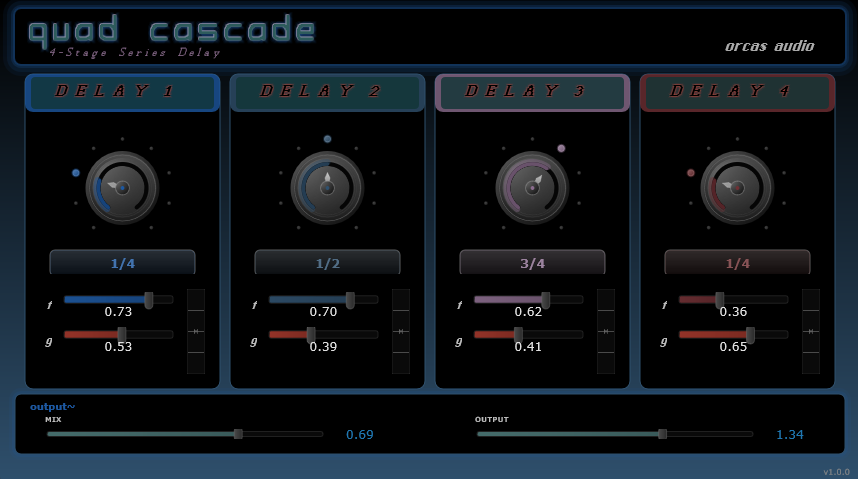 quad cascade
4-Stage Series Delay
orcas audio
DELAY 1
DELAY 2
DELAY 3
DELAY 4
1/4
1/2
3/4
1/4
f
0.73
g
0.53
f
0.70
g
0.39
f
0.62
g
0.41
f
0.36
g
0.65
output~
MIX
0.69
OUTPUT
1.34
v1.0.0